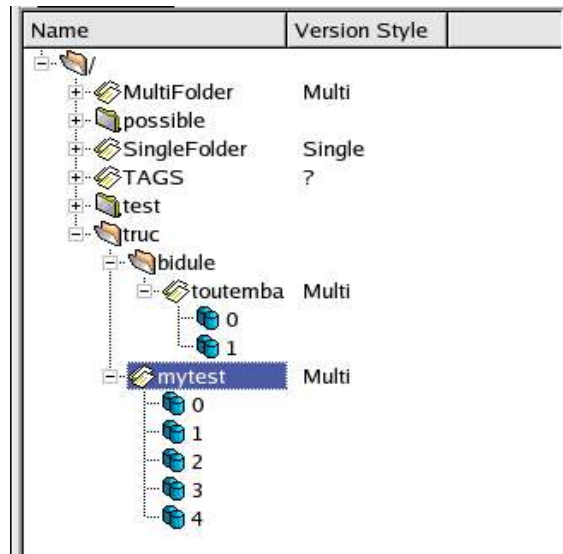 Name Version Style
/
MultiFolder Multi
possible
SingleFolder Single
TAGS ?
test
truc
bidule
toutemba Multi
0
1
mytest Multi
0
1
2
3
4